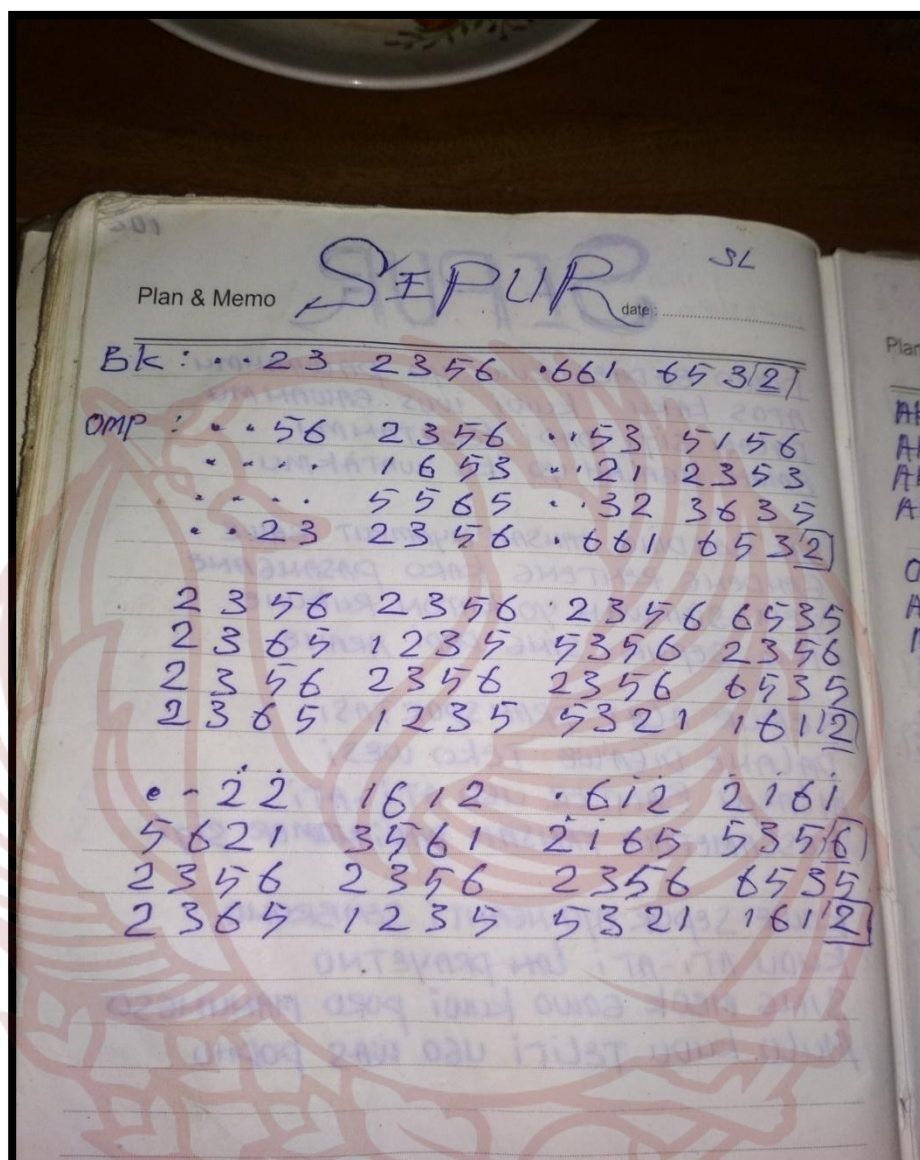 SL
SEPUR
Plan & Memo
date:
Bk : . . 2 3 2 3 5 6 . 6 6 1 6 5 3 [2]
OMP : . . 5 6 2 3 5 6 . . 5 3 5 1 5 6
. . . . 1 6 5 3 . . 2 1 2 3 5 3
. . . . 5 5 6 5 . . 3 2 3 6 3 5
. . 2 3 2 3 5 6 . 6 6 1 6 5 3 [2]
2 3 5 6 2 3 5 6 2 3 5 6 6 5 3 5
2 3 6 5 1 2 3 5 5 3 5 6 2 3 5 6
2 3 5 6 2 3 5 6 2 3 5 6 6 5 3 5
2 3 6 5 1 2 3 5 5 3 2 1 1 6 1 [2]
. . 2̇ 2̇ 1̇ 6 1̇ 2̇ . 6 1̇ 2̇ 2̇ 1̇ 6 1̇
5 6 2 1 3 5 6 1 2 1 6 5 5 3 5 [6]
2 3 5 6 2 3 5 6 2 3 5 6 6 5 3 5
2 3 6 5 1 2 3 5 5 3 2 1 1 6 1 [2]